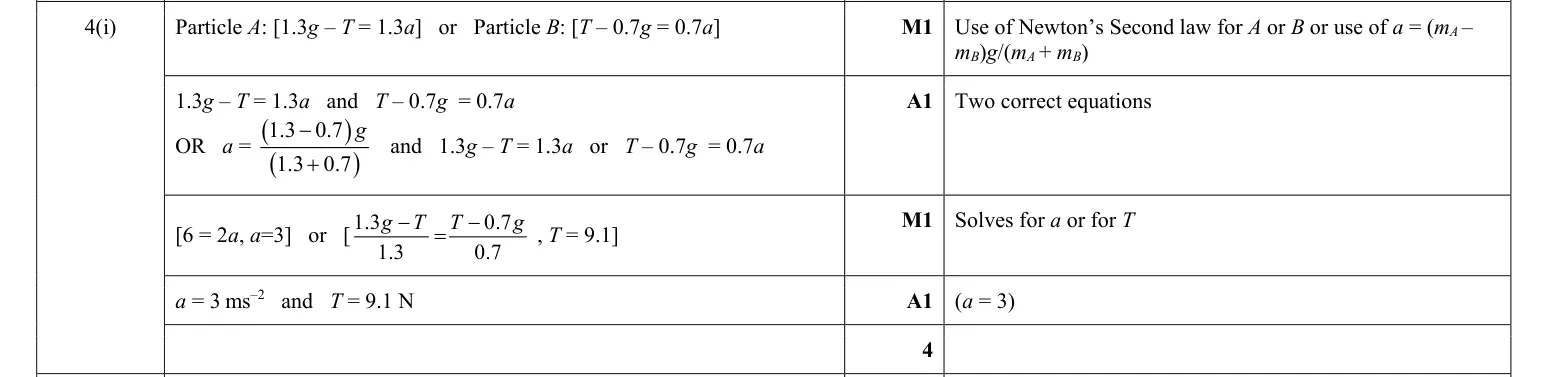 4(i) Particle A: [1.3g – T = 1.3a] or Particle B: [T – 0.7g = 0.7a] M1 Use of Newton’s Second law for A or B or use of a = (mA –
mB)g/(mA + mB)
1.3g – T = 1.3a and T – 0.7g = 0.7a A1 Two correct equations
OR a = (1.3 − 0.7)g / (1.3 + 0.7) and 1.3g – T = 1.3a or T – 0.7g = 0.7a
[6 = 2a, a=3] or [(1.3g − T)/1.3 = (T − 0.7g)/0.7 , T = 9.1] M1 Solves for a or for T
a = 3 ms–2 and T = 9.1 N A1 (a = 3)
4